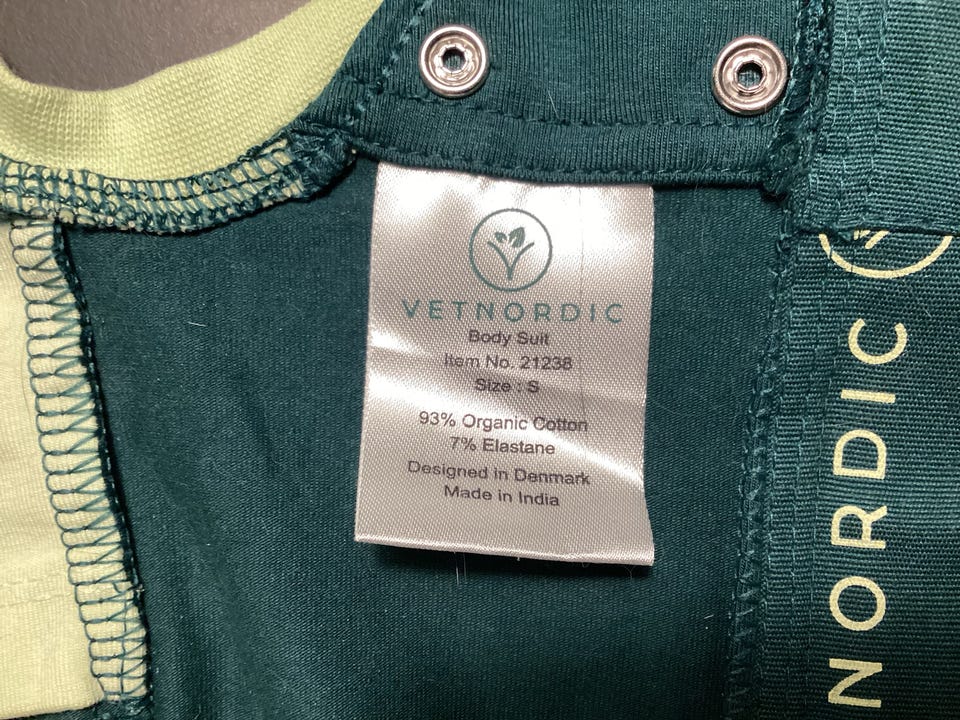 VETNORDIC
Body Suit
Item No. 21238
Size : S
93% Organic Cotton
7% Elastane
Designed in Denmark
Made in India
NORDIC